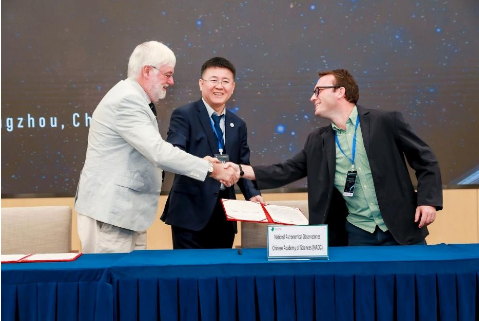 ngzhou, Ch
National Astronomical Observatories
Chinese Academy of Sciences (NAOC)